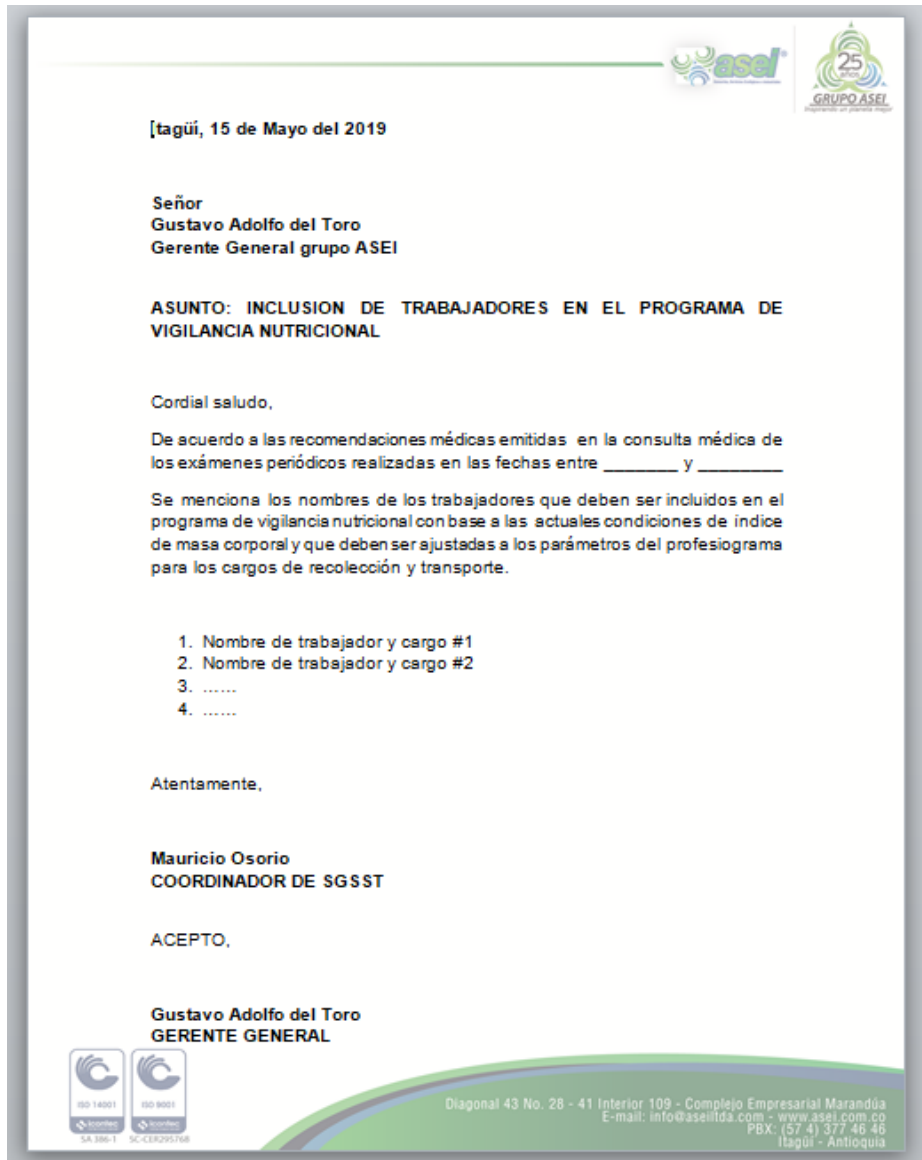 asei
25
años
GRUPO ASEI
Inspirando un planeta mejor
Itagüí, 15 de Mayo del 2019
Señor
Gustavo Adolfo del Toro
Gerente General grupo ASEI
ASUNTO: INCLUSION DE TRABAJADORES EN EL PROGRAMA DE
VIGILANCIA NUTRICIONAL
Cordial saludo,
De acuerdo a las recomendaciones médicas emitidas en la consulta médica de
los exámenes periódicos realizadas en las fechas entre _______ y ________
Se menciona los nombres de los trabajadores que deben ser incluidos en el
programa de vigilancia nutricional con base a las actuales condiciones de índice
de masa corporal y que deben ser ajustadas a los parámetros del profesiograma
para los cargos de recolección y transporte.
1. Nombre de trabajador y cargo #1
2. Nombre de trabajador y cargo #2
3. ......
4. ......
Atentamente,
Mauricio Osorio
COORDINADOR DE SGSST
ACEPTO,
Gustavo Adolfo del Toro
GERENTE GENERAL
ISO 14001
ISO 9001
icontec
icontec
SA 386-1
SC-CER295768
Diagonal 43 No. 28 - 41 Interior 109 - Complejo Empresarial Marandúa
E-mail: info@aseiltda.com - www.asei.com.co
PBX: (57 4) 377 46 46
Itagüí - Antioquia